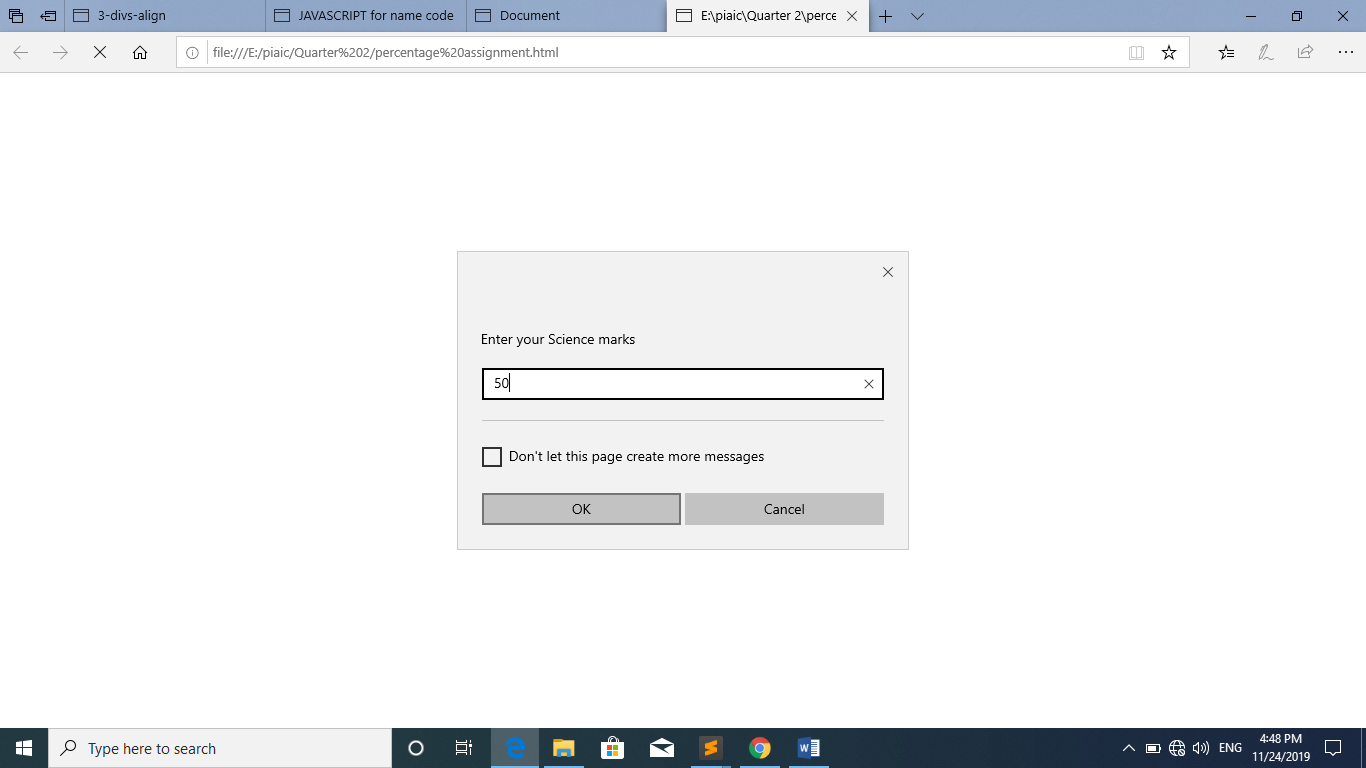 3-divs-align
JAVASCRIPT for name code
Document
E:\piaic\Quarter 2\perce
file:///E:/piaic/Quarter%202/percentage%20assignment.html
Enter your Science marks
50
Don't let this page create more messages
OK
Cancel
Type here to search
ENG
4:48 PM
11/24/2019